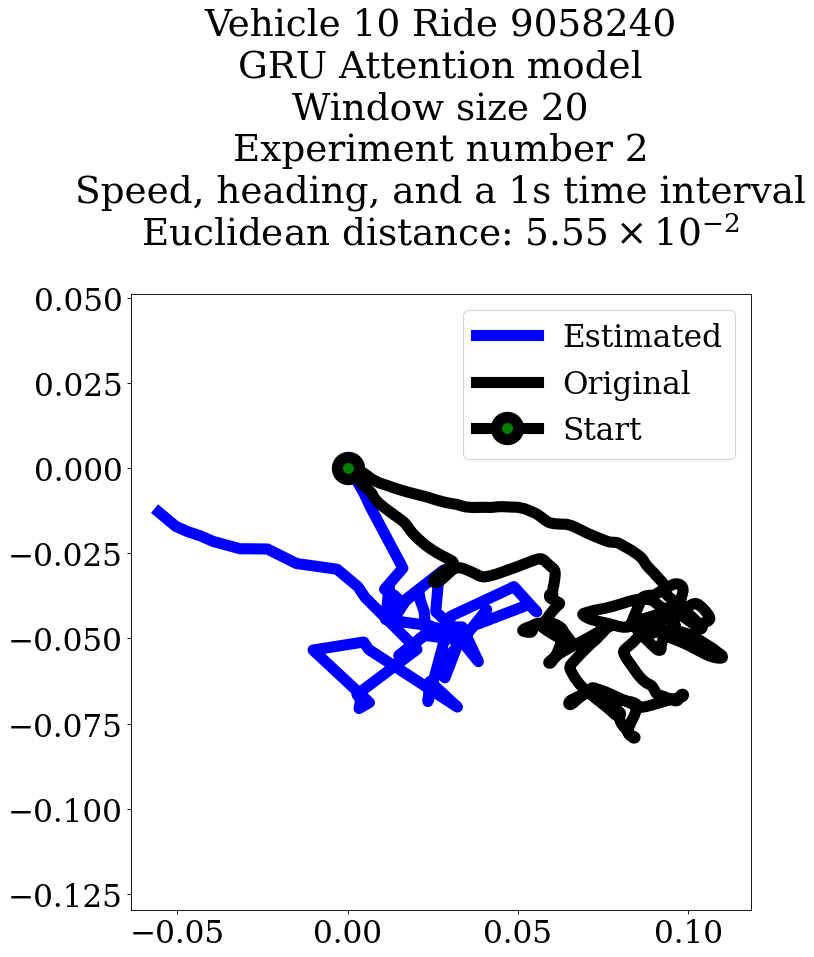 Vehicle 10 Ride 9058240
GRU Attention model
Window size 20
Experiment number 2
Speed, heading, and a 1s time interval
Euclidean distance: 5.55 × 10⁻²
0.050
Estimated
0.025
Original
Start
0.000
−0.025
−0.050
−0.075
−0.100
−0.125
−0.05
0.00
0.05
0.10